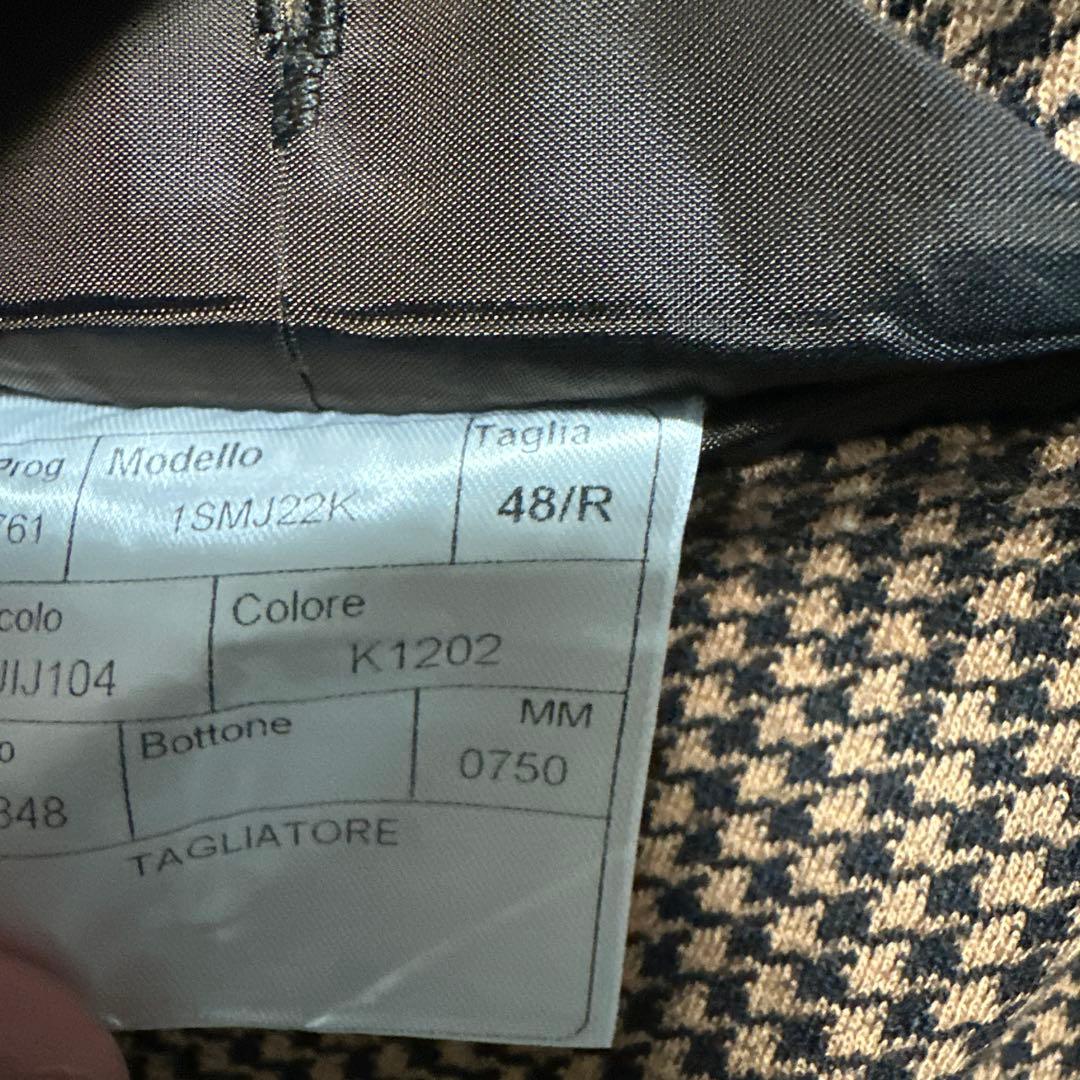 Prog Modello Taglia
761 1SMJ22K 48/R
colo Colore
JIJ104 K1202
o Bottone MM
348 0750
TAGLIATORE